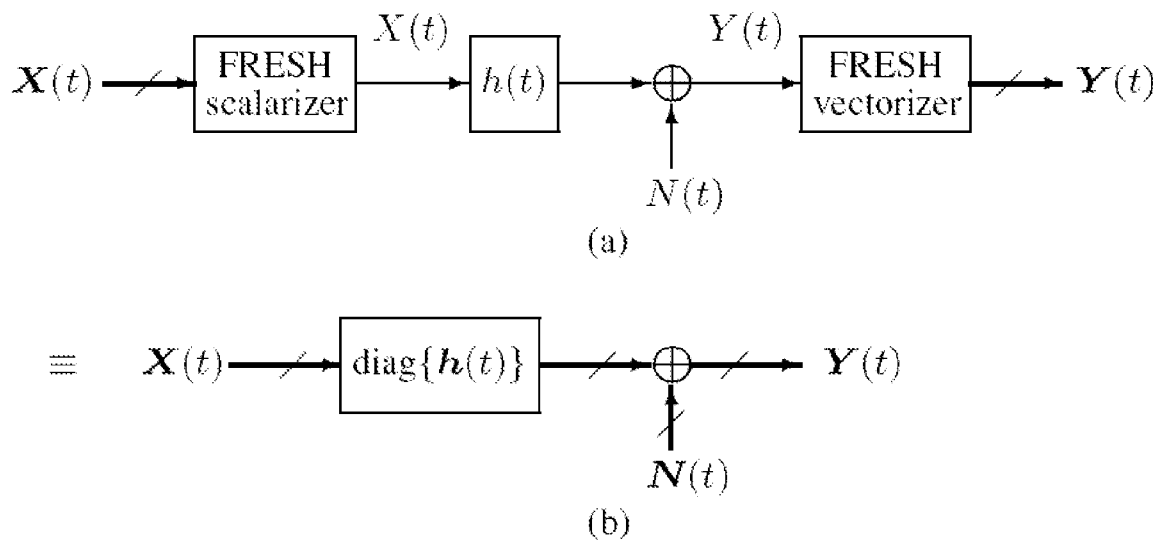 X(t) FRESH scalarizer X(t) h(t) Y(t) FRESH vectorizer Y(t)
N(t)
(a)
≡ X(t) diag{h(t)} Y(t)
N(t)
(b)